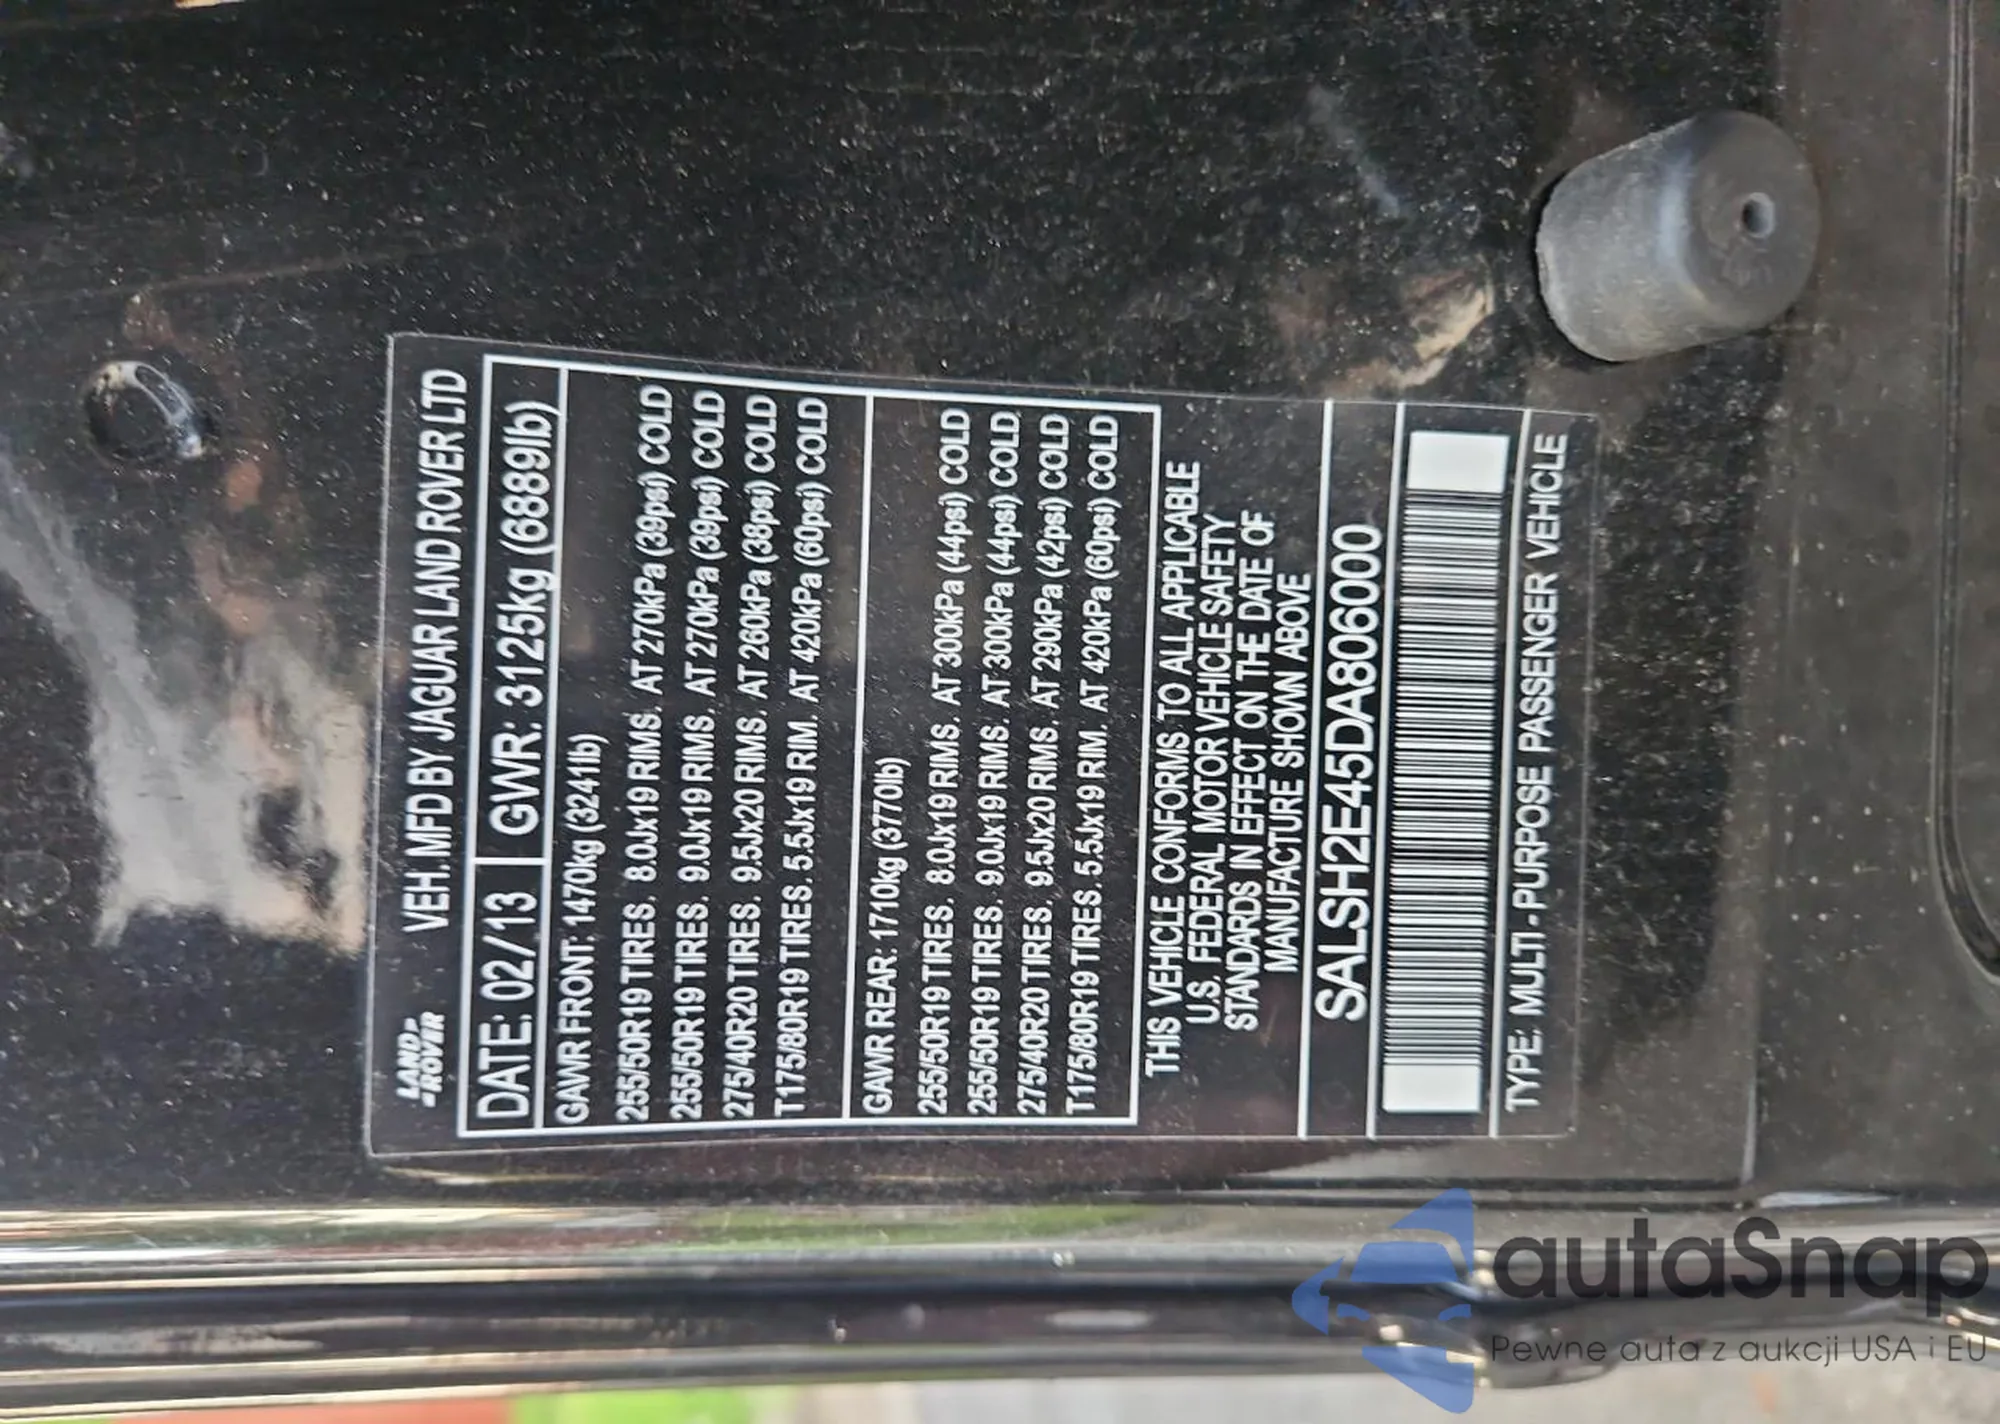 LAND ROVER
VEH.MFD BY JAGUAR LAND ROVER LTD
DATE: 02/13 GWR: 3125kg (6889lb)
GAWR FRONT: 1470kg (3241lb)
255/50R19 TIRES. 8.0Jx19 RIMS. AT 270kPa (39psi) COLD
255/50R19 TIRES. 9.0Jx19 RIMS. AT 270kPa (39psi) COLD
275/40R20 TIRES. 9.5Jx20 RIMS. AT 260kPa (38psi) COLD
T175/80R19 TIRES. 5.5Jx19 RIM. AT 420kPa (60psi) COLD
GAWR REAR: 1710kg (3770lb)
255/50R19 TIRES. 8.0Jx19 RIMS. AT 300kPa (44psi) COLD
255/50R19 TIRES. 9.0Jx19 RIMS. AT 300kPa (44psi) COLD
275/40R20 TIRES. 9.5Jx20 RIMS. AT 290kPa (42psi) COLD
T175/80R19 TIRES. 5.5Jx19 RIM. AT 420kPa (60psi) COLD
THIS VEHICLE CONFORMS TO ALL APPLICABLE
U.S. FEDERAL MOTOR VEHICLE SAFETY
STANDARDS IN EFFECT ON THE DATE OF
MANUFACTURE SHOWN ABOVE
SALSH2E45DA806000
TYPE: MULTI-PURPOSE PASSENGER VEHICLE
autaSnap
Pewne auta z aukcji USA i EU